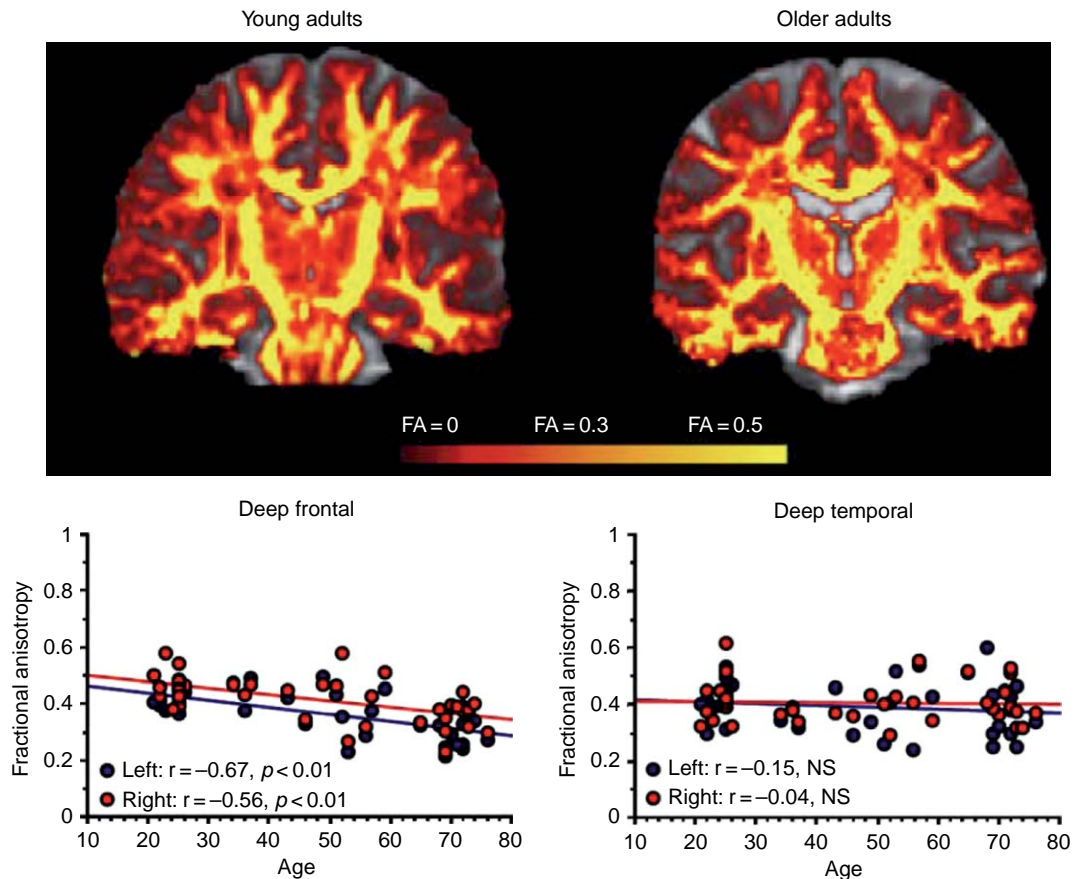 Young adults
Older adults
FA = 0
FA = 0.3
FA = 0.5
Deep frontal
Fractional anisotropy
1
0.8
0.6
0.4
0.2
0
Left: r = –0.67, p < 0.01
Right: r = –0.56, p < 0.01
10 20 30 40 50 60 70 80
Age
Deep temporal
Fractional anisotropy
1
0.8
0.6
0.4
0.2
0
Left: r = –0.15, NS
Right: r = –0.04, NS
10 20 30 40 50 60 70 80
Age